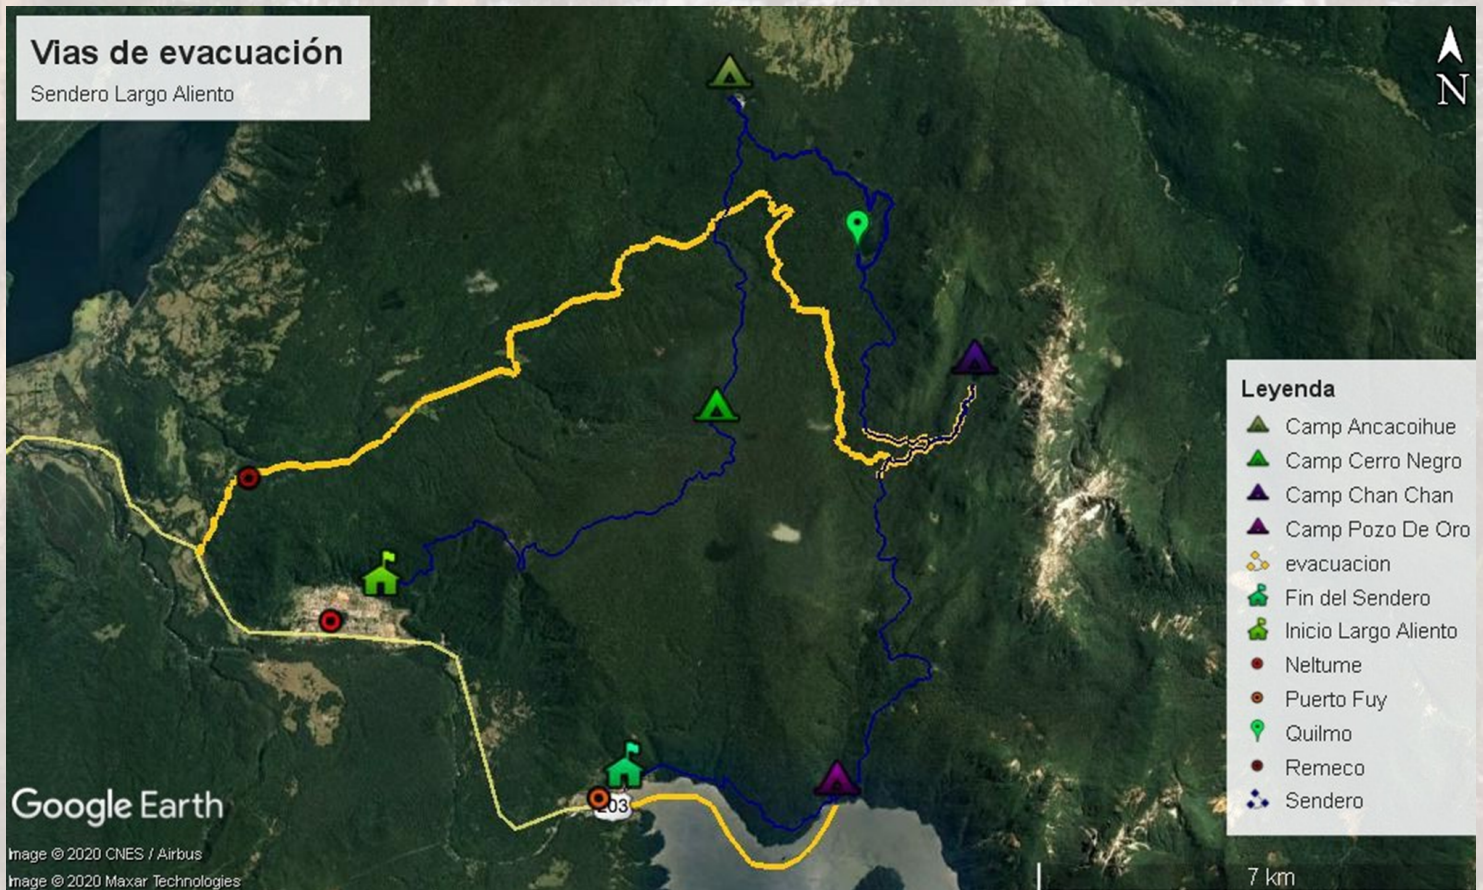 Vias de evacuación
Sendero Largo Aliento
N
Leyenda
Camp Ancacoihue
Camp Cerro Negro
Camp Chan Chan
Camp Pozo De Oro
evacuacion
Fin del Sendero
Inicio Largo Aliento
Neltume
Puerto Fuy
Quilmo
Remeco
Sendero
03
Google Earth
Image © 2020 CNES / Airbus
Image © 2020 Maxar Technologies
7 km